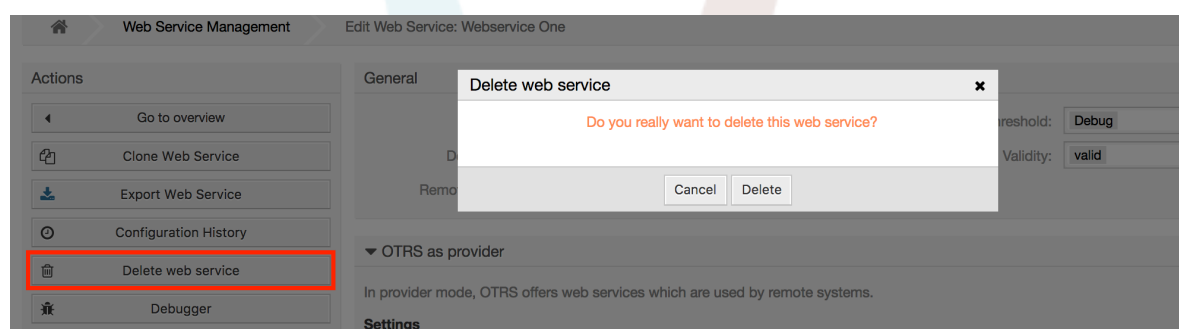 Web Service Management
Edit Web Service: Webservice One
Actions
Go to overview
Clone Web Service
Export Web Service
Configuration History
Delete web service
Debugger
General
Delete web service
Do you really want to delete this web service?
Cancel Delete
Debug
Validity: valid
OTRS as provider
In provider mode, OTRS offers web services which are used by remote systems.
Settings